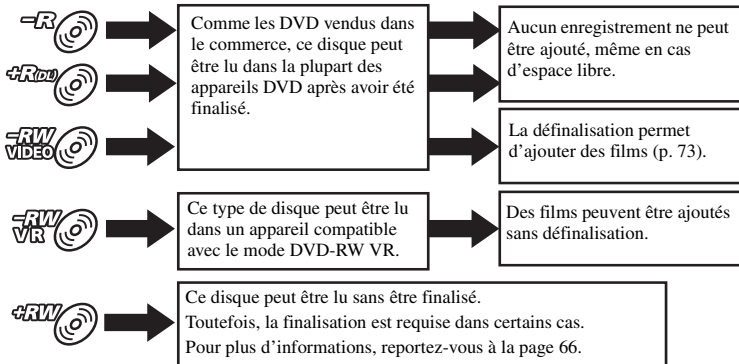 -R
Comme les DVD vendus dans
le commerce, ce disque peut
être lu dans la plupart des
appareils DVD après avoir été
finalisé.
Aucun enregistrement ne peut
être ajouté, même en cas
d'espace libre.
+R(DL)
-RW
VIDEO
La définalisation permet
d'ajouter des films (p. 73).
-RW
VR
Ce type de disque peut être lu
dans un appareil compatible
avec le mode DVD-RW VR.
Des films peuvent être ajoutés
sans définalisation.
+RW
Ce disque peut être lu sans être finalisé.
Toutefois, la finalisation est requise dans certains cas.
Pour plus d'informations, reportez-vous à la page 66.